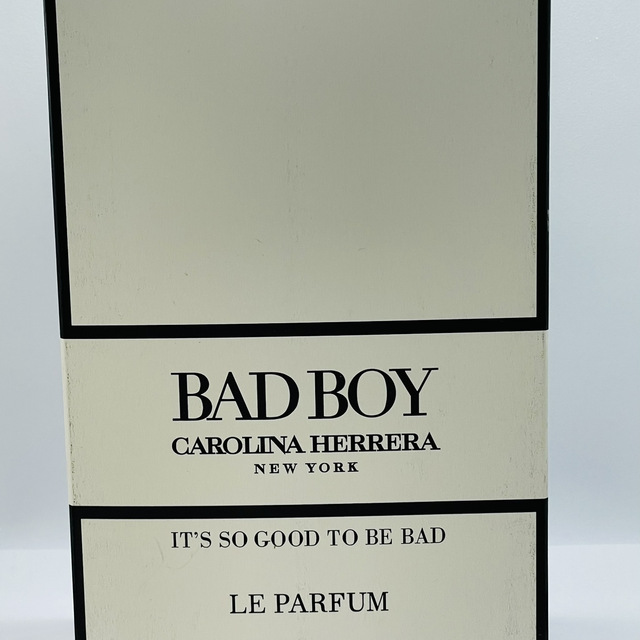 BAD BOY
CAROLINA HERRERA
NEW YORK
IT'S SO GOOD TO BE BAD
LE PARFUM